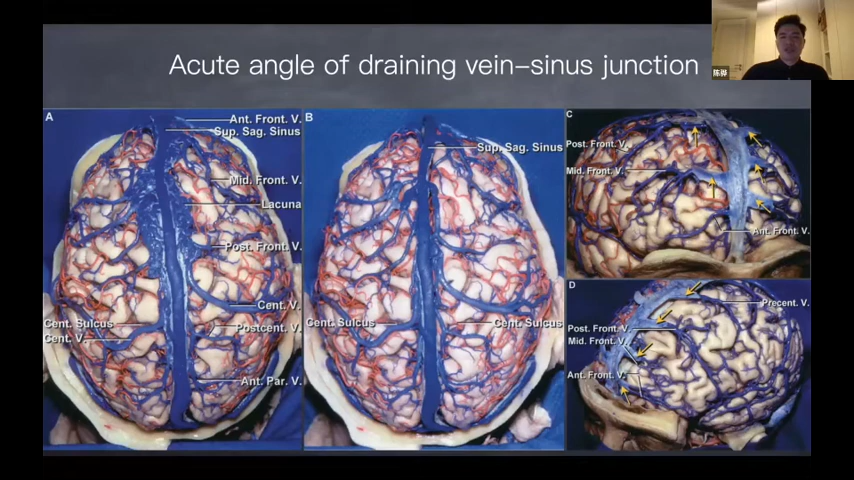 Acute angle of draining vein–sinus junction
陈骅
A
Ant. Front. V.
Sup. Sag. Sinus
Mid. Front. V.
Lacuna
Post. Front. V.
Cent. V.
Cent. Sulcus
Cent. V.
Postcent. V.
Ant. Par. V.
B
Sup. Sag. Sinus
Cent. Sulcus
Cent. Sulcus
C
Post. Front. V.
Mid. Front. V.
Ant. Front. V.
D
Precent. V.
Post. Front. V.
Mid. Front. V.
Ant. Front. V.